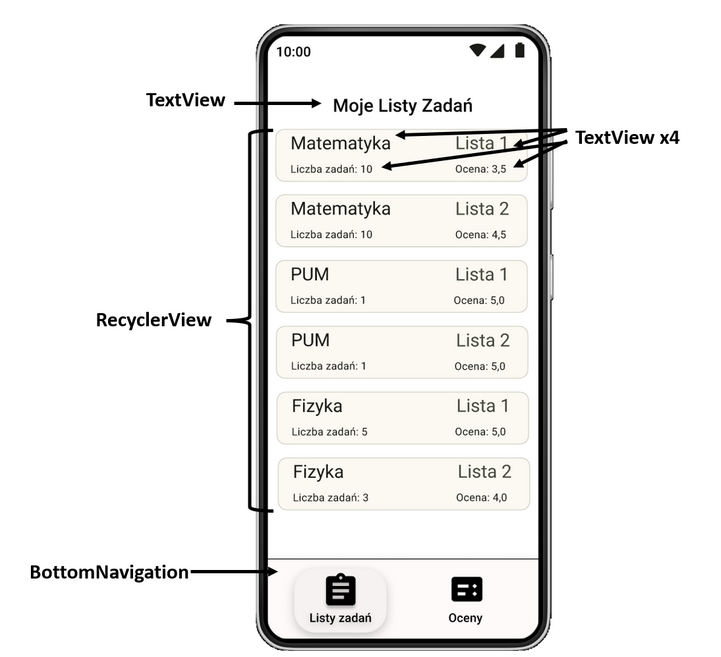 10:00
TextView
Moje Listy Zadań
TextView x4
Matematyka Lista 1
Liczba zadań: 10 Ocena: 3,5
Matematyka Lista 2
Liczba zadań: 10 Ocena: 4,5
PUM Lista 1
Liczba zadań: 1 Ocena: 5,0
RecyclerView
PUM Lista 2
Liczba zadań: 1 Ocena: 5,0
Fizyka Lista 1
Liczba zadań: 5 Ocena: 5,0
Fizyka Lista 2
Liczba zadań: 3 Ocena: 4,0
BottomNavigation
Listy zadań Oceny